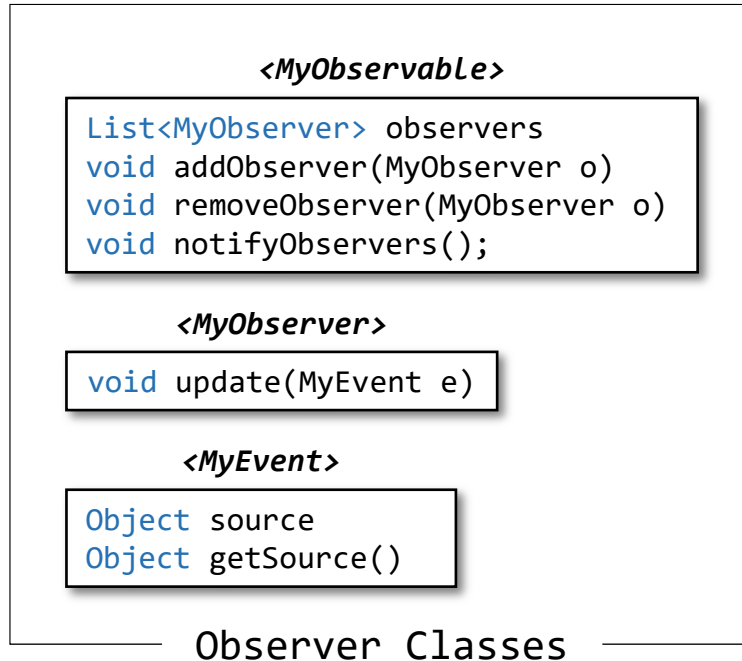 <MyObservable>
List<MyObserver> observers
void addObserver(MyObserver o)
void removeObserver(MyObserver o)
void notifyObservers();
<MyObserver>
void update(MyEvent e)
<MyEvent>
Object source
Object getSource()
Observer Classes